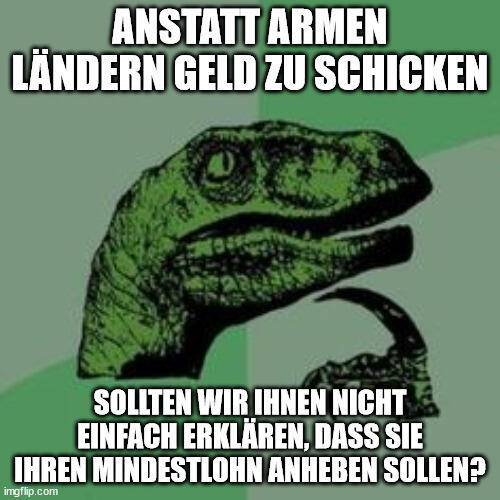 ANSTATT ARMEN
LÄNDERN GELD ZU SCHICKEN
SOLLTEN WIR IHNEN NICHT
EINFACH ERKLÄREN, DASS SIE
IHREN MINDESTLOHN ANHEBEN SOLLEN?
imgflip.com